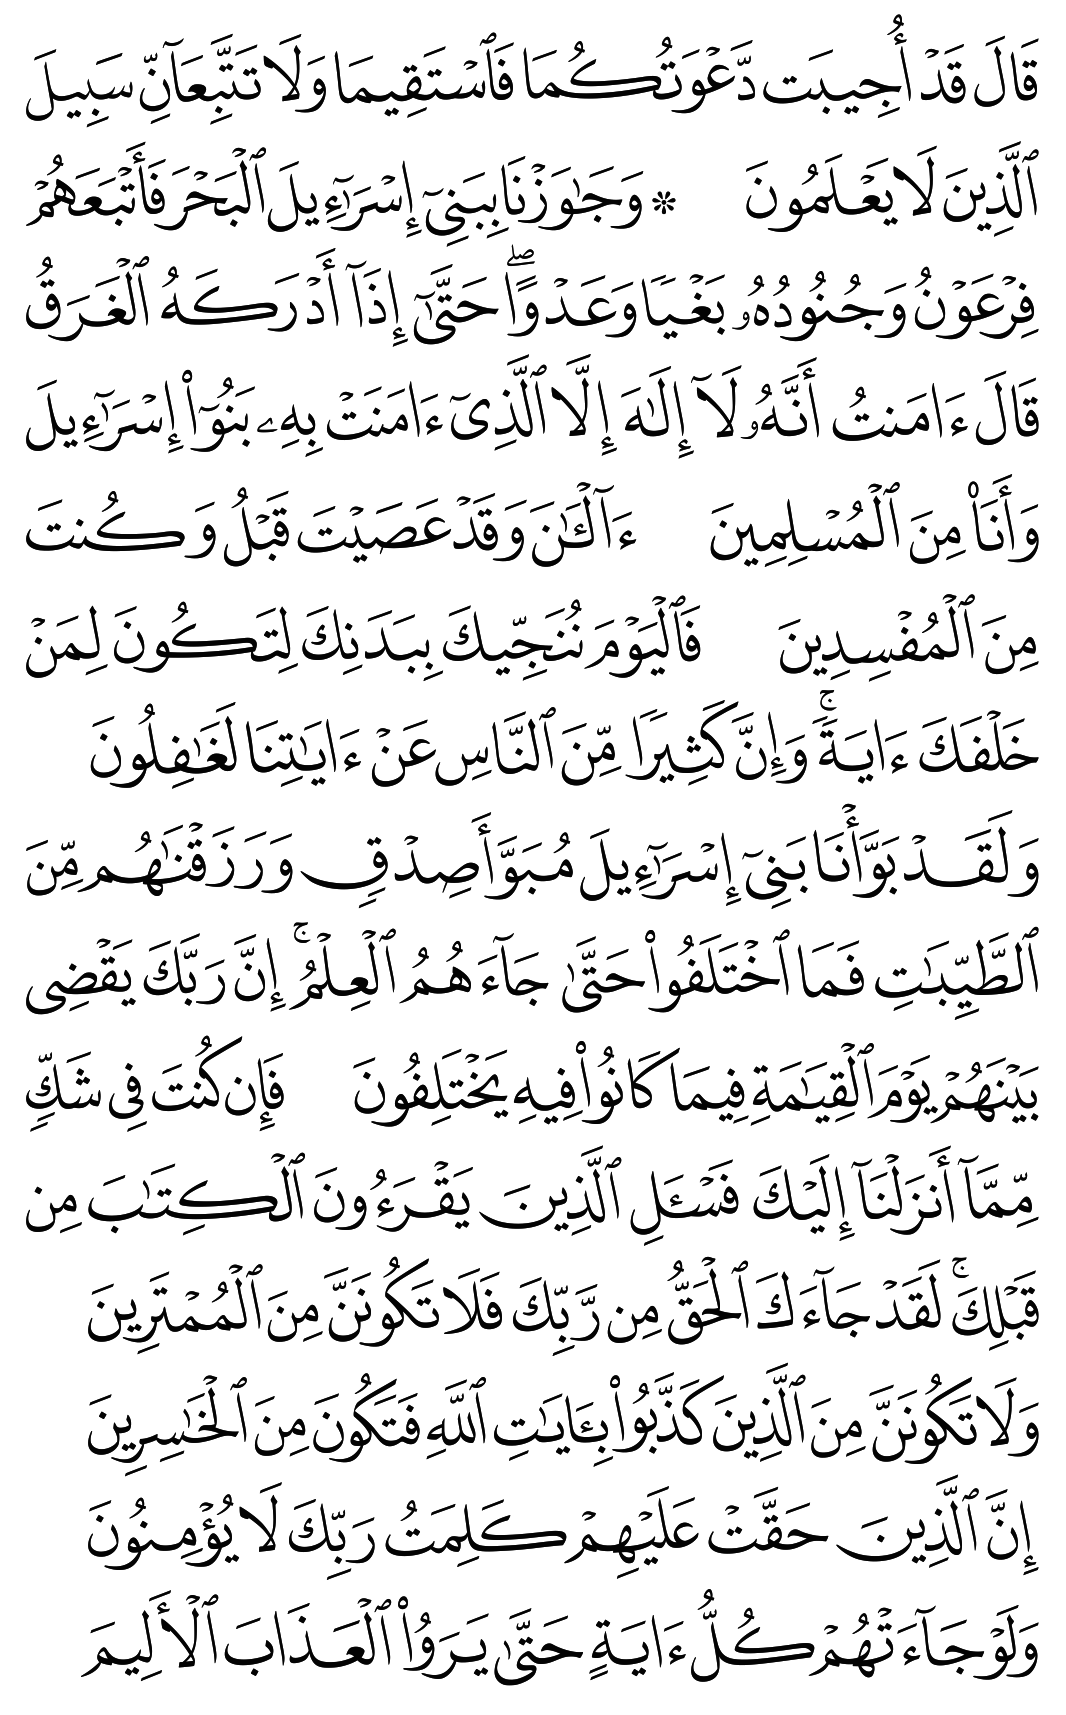 قَالَ قَدۡ أُجِيبَت دَّعۡوَتُكُمَا فَٱسۡتَقِيمَا وَلَا تَتَّبِعَآنِّ سَبِيلَ
ٱلَّذِينَ لَا يَعۡلَمُونَ * وَجَٰوَزۡنَا بِبَنِيٓ إِسۡرَٰٓءِيلَ ٱلۡبَحۡرَ فَأَتۡبَعَهُمۡ
فِرۡعَوۡنُ وَجُنُودُهُۥ بَغۡيٗا وَعَدۡوًاۖ حَتَّىٰٓ إِذَآ أَدۡرَكَهُ ٱلۡغَرَقُ
قَالَ ءَامَنتُ أَنَّهُۥ لَآ إِلَٰهَ إِلَّا ٱلَّذِيٓ ءَامَنَتۡ بِهِۦ بَنُوٓاْ إِسۡرَٰٓءِيلَ
وَأَنَا۠ مِنَ ٱلۡمُسۡلِمِينَ ءَآلۡـَٰٔنَ وَقَدۡ عَصَيۡتَ قَبۡلُ وَكُنتَ
مِنَ ٱلۡمُفۡسِدِينَ فَٱلۡيَوۡمَ نُنَجِّيكَ بِبَدَنِكَ لِتَكُونَ لِمَنۡ
خَلۡفَكَ ءَايَةٗۚ وَإِنَّ كَثِيرٗا مِّنَ ٱلنَّاسِ عَنۡ ءَايَٰتِنَا لَغَٰفِلُونَ
وَلَقَدۡ بَوَّأۡنَا بَنِيٓ إِسۡرَٰٓءِيلَ مُبَوَّأَ صِدۡقٖ وَرَزَقۡنَٰهُم مِّنَ
ٱلطَّيِّبَٰتِ فَمَا ٱخۡتَلَفُواْ حَتَّىٰ جَآءَهُمُ ٱلۡعِلۡمُۚ إِنَّ رَبَّكَ يَقۡضِي
بَيۡنَهُمۡ يَوۡمَ ٱلۡقِيَٰمَةِ فِيمَا كَانُواْ فِيهِ يَخۡتَلِفُونَ فَإِن كُنتَ فِي شَكّٖ
مِّمَّآ أَنزَلۡنَآ إِلَيۡكَ فَسۡـَٔلِ ٱلَّذِينَ يَقۡرَءُونَ ٱلۡكِتَٰبَ مِن
قَبۡلِكَۚ لَقَدۡ جَآءَكَ ٱلۡحَقُّ مِن رَّبِّكَ فَلَا تَكُونَنَّ مِنَ ٱلۡمُمۡتَرِينَ
وَلَا تَكُونَنَّ مِنَ ٱلَّذِينَ كَذَّبُواْ بِـَٔايَٰتِ ٱللَّهِ فَتَكُونَ مِنَ ٱلۡخَٰسِرِينَ
إِنَّ ٱلَّذِينَ حَقَّتۡ عَلَيۡهِمۡ كَلِمَتُ رَبِّكَ لَا يُؤۡمِنُونَ
وَلَوۡ جَآءَتۡهُمۡ كُلُّ ءَايَةٍ حَتَّىٰ يَرَوُاْ ٱلۡعَذَابَ ٱلۡأَلِيمَ